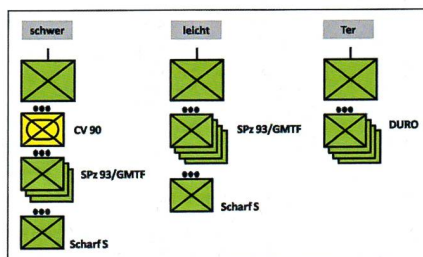 schwer
leicht
Ter
CV 90
SPz 93/GMTF
Scharf S
SPz 93/GMTF
Scharf S
DURO